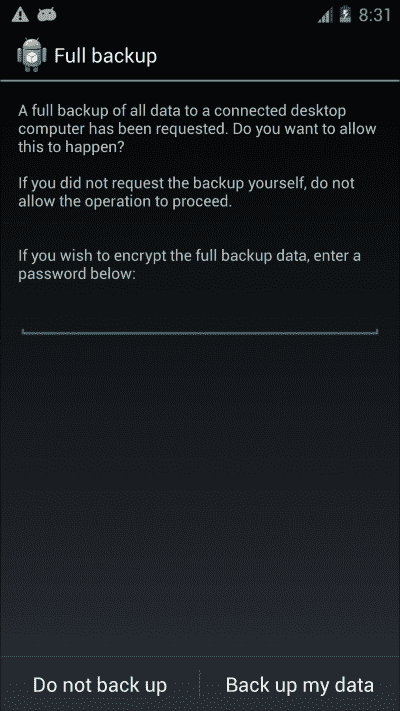 8:31
Full backup
A full backup of all data to a connected desktop
computer has been requested. Do you want to allow
this to happen?
If you did not request the backup yourself, do not
allow the operation to proceed.
If you wish to encrypt the full backup data, enter a
password below:
Do not back up
Back up my data